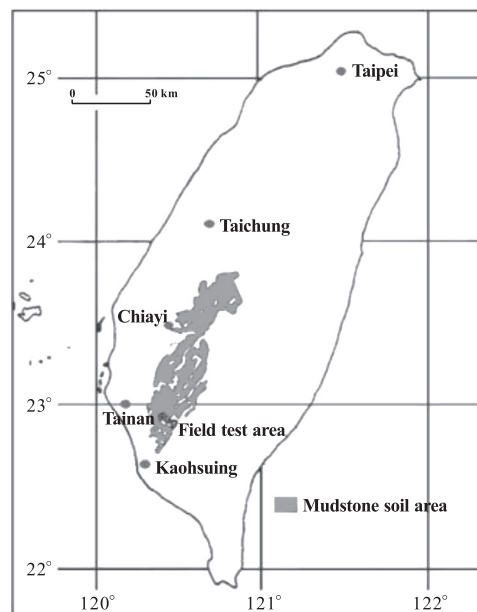 25°
Taipei
0 50 km
24°
Taichung
Chiayi
23°
Tainan
Field test area
Kaohsuing
Mudstone soil area
22°
120° 121° 122°